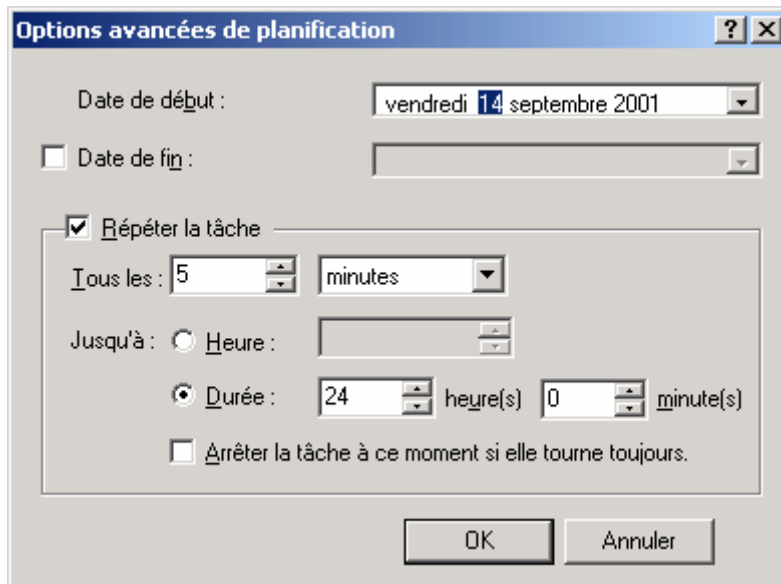 Options avancées de planification
Date de début : vendredi 14 septembre 2001
Date de fin :
Répéter la tâche
Tous les : 5 minutes
Jusqu'à : Heure :
Durée : 24 heure(s) 0 minute(s)
Arrêter la tâche à ce moment si elle tourne toujours.
OK Annuler